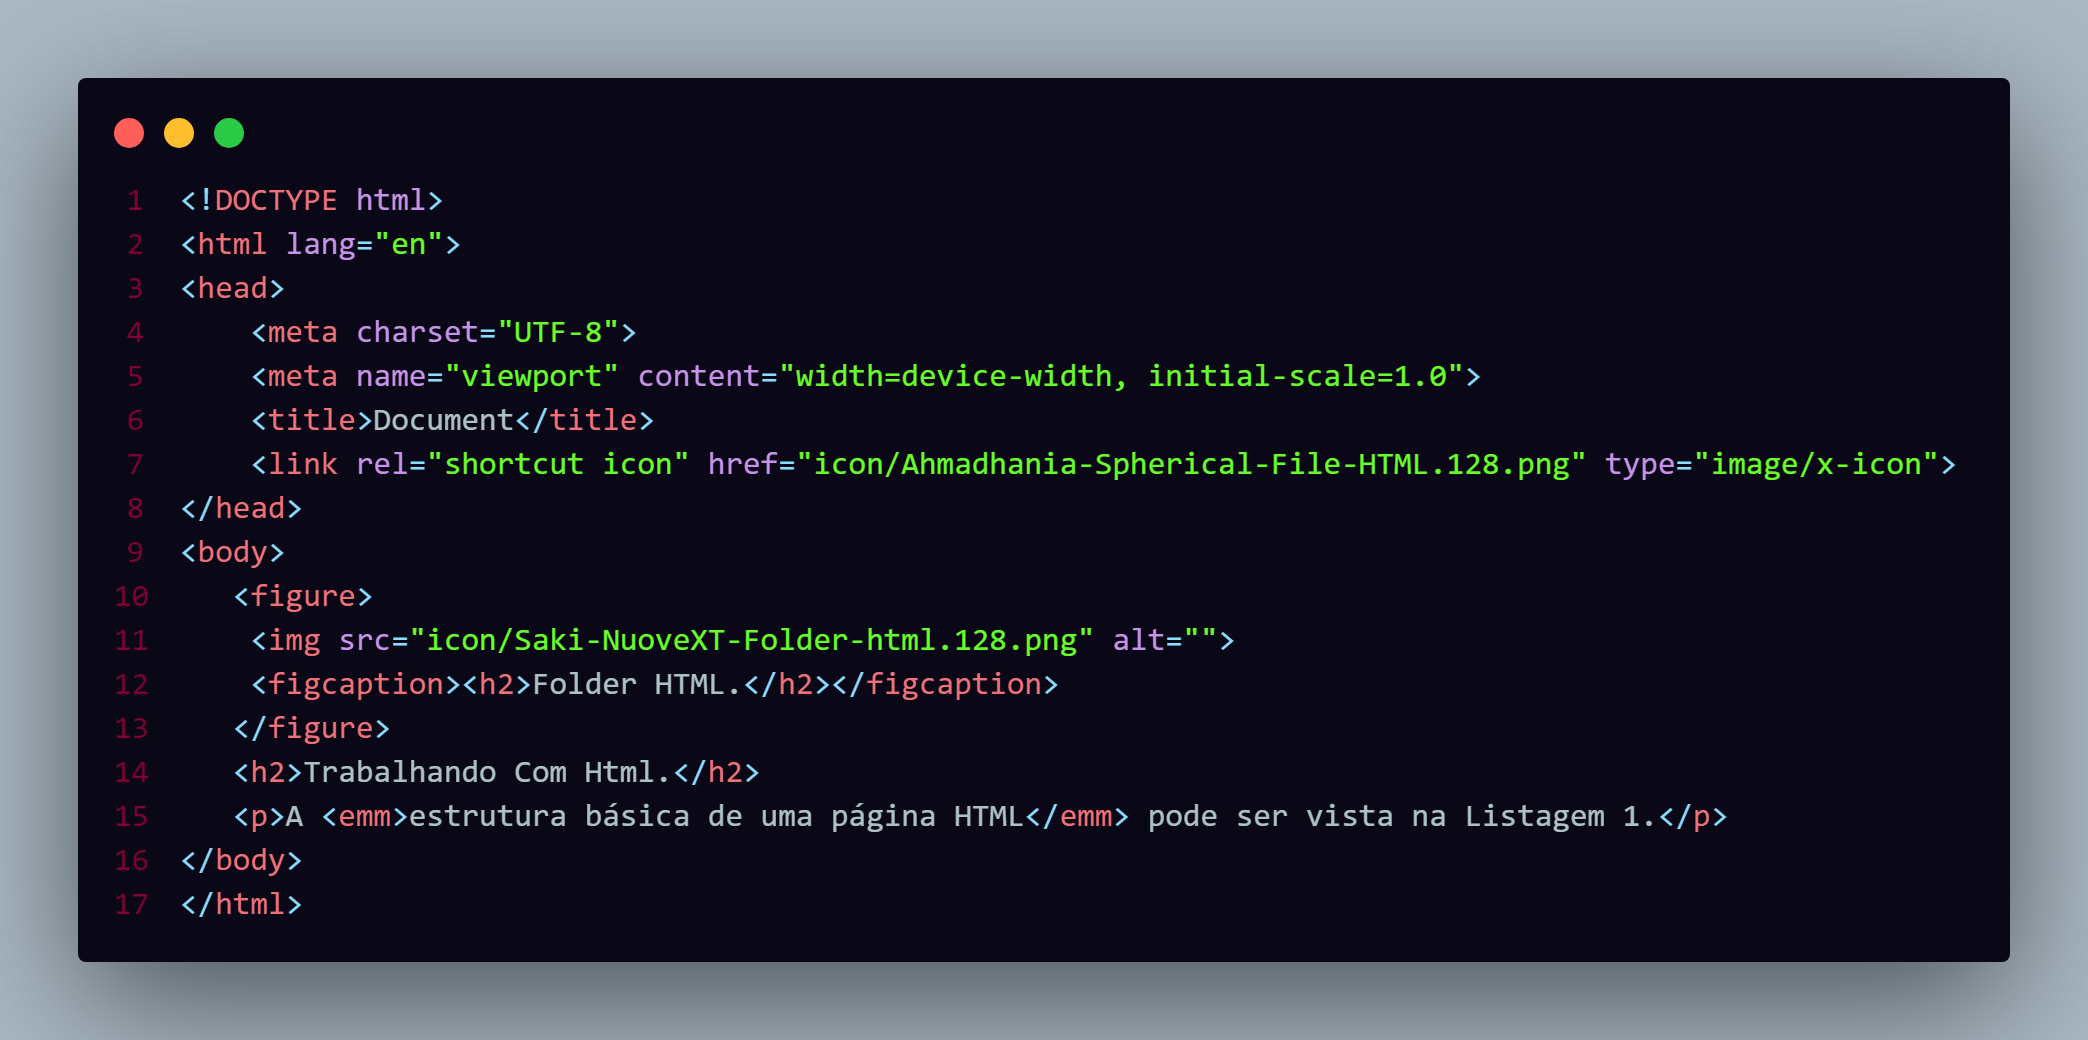 1 <!DOCTYPE html>
2 <html lang="en">
3 <head>
4     <meta charset="UTF-8">
5     <meta name="viewport" content="width=device-width, initial-scale=1.0">
6     <title>Document</title>
7     <link rel="shortcut icon" href="icon/Ahmadhania-Spherical-File-HTML.128.png" type="image/x-icon">
8 </head>
9 <body>
10    <figure>
11     <img src="icon/Saki-NuoveXT-Folder-html.128.png" alt="">
12     <figcaption><h2>Folder HTML.</h2></figcaption>
13    </figure>
14    <h2>Trabalhando Com Html.</h2>
15    <p>A <emm>estrutura básica de uma página HTML</emm> pode ser vista na Listagem 1.</p>
16 </body>
17 </html>